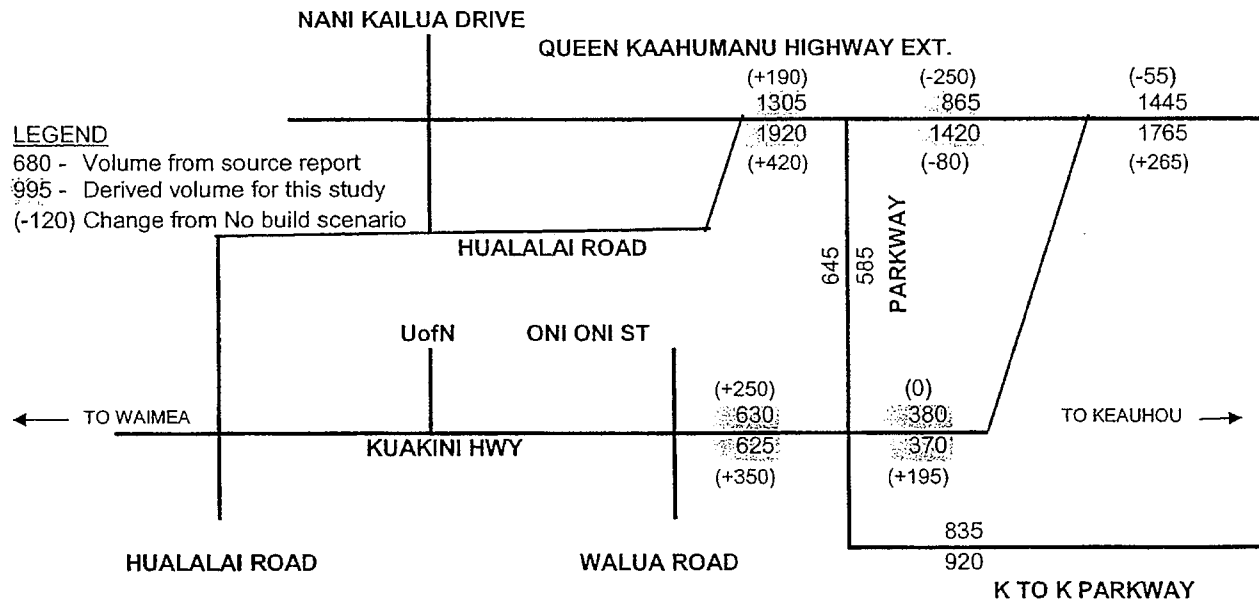 NANI KAILUA DRIVE
QUEEN KAAHUMANU HIGHWAY EXT.
(+190) (-250) (-55)
1305 865 1445
1920 1420 1765
(+420) (-80) (+265)
LEGEND
680 - Volume from source report
995 - Derived volume for this study
(-120) Change from No build scenario
HUALALAI ROAD
645
585
PARKWAY
UofN ONI ONI ST
(+250) (0)
TO WAIMEA 630 380 TO KEAUHOU
KUAKINI HWY 625 370
(+350) (+195)
835
HUALALAI ROAD WALUA ROAD 920
K TO K PARKWAY